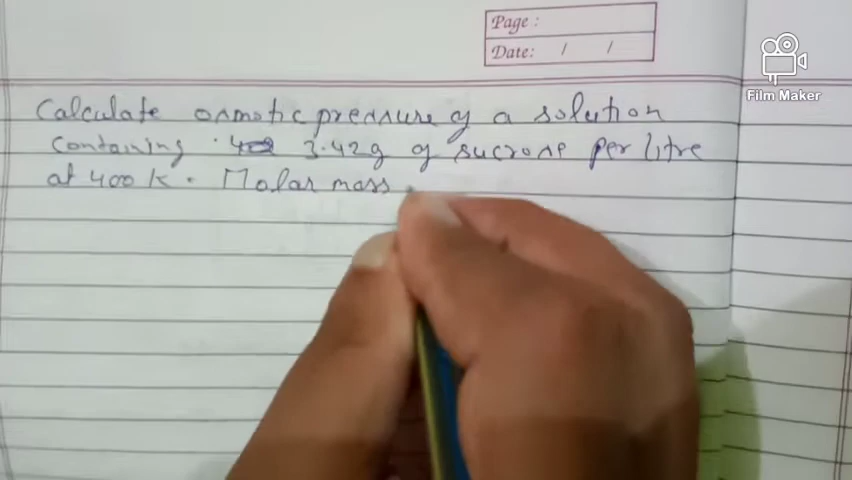 Page :
Date: / /
Film Maker
Calculate osmotic pressure of a solution
containing 3.42g of sucrose per litre
at 400 K. Molar mass